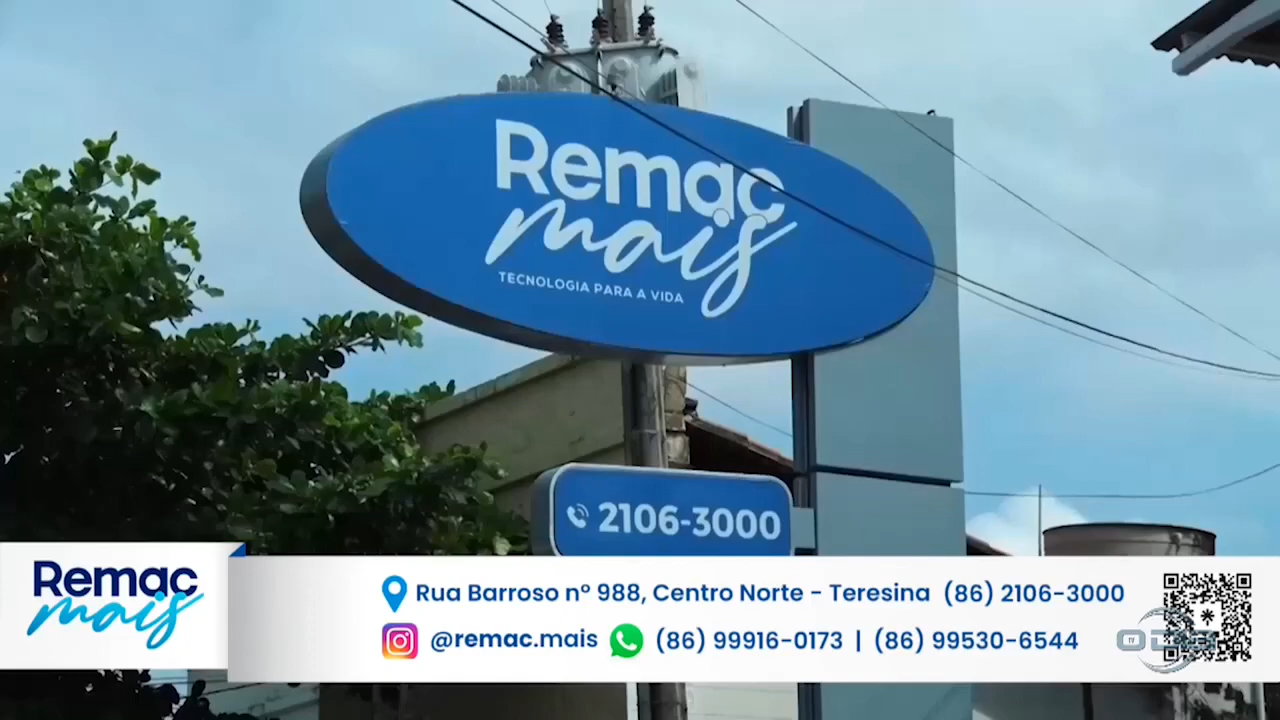 Remac
mais
TECNOLOGIA PARA A VIDA
2106-3000
Remac
mais
Rua Barroso nº 988, Centro Norte - Teresina (86) 2106-3000
@remac.mais (86) 99916-0173 | (86) 99530-6544